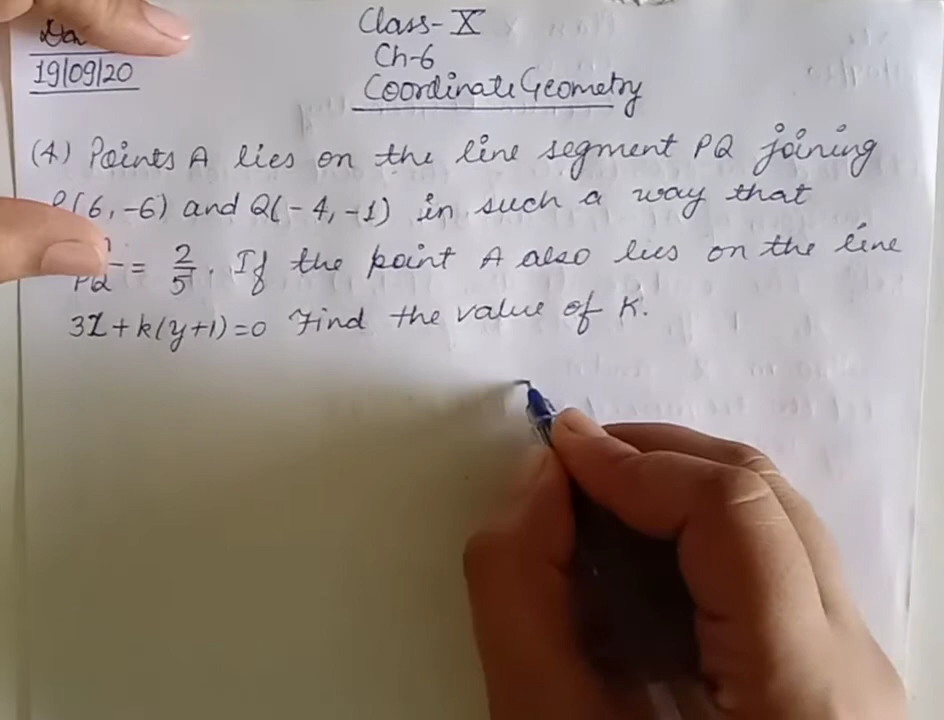 Class-X
Ch-6
Coordinate Geometry
19/09/20
(4) Points A lies on the line segment PQ joining
(6,-6) and Q(-4,-1) in such a way that
PQ = 2/5. If the point A also lies on the line
3x+k(y+1)=0 Find the value of K.